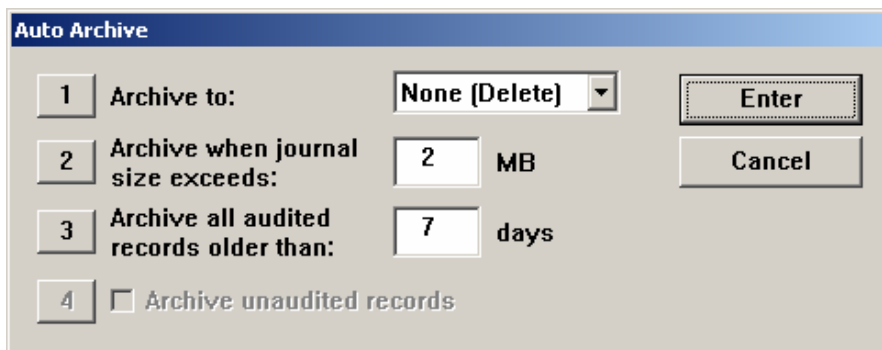 Auto Archive
1 Archive to: None (Delete) Enter
2 Archive when journal size exceeds: 2 MB Cancel
3 Archive all audited records older than: 7 days
4 Archive unaudited records